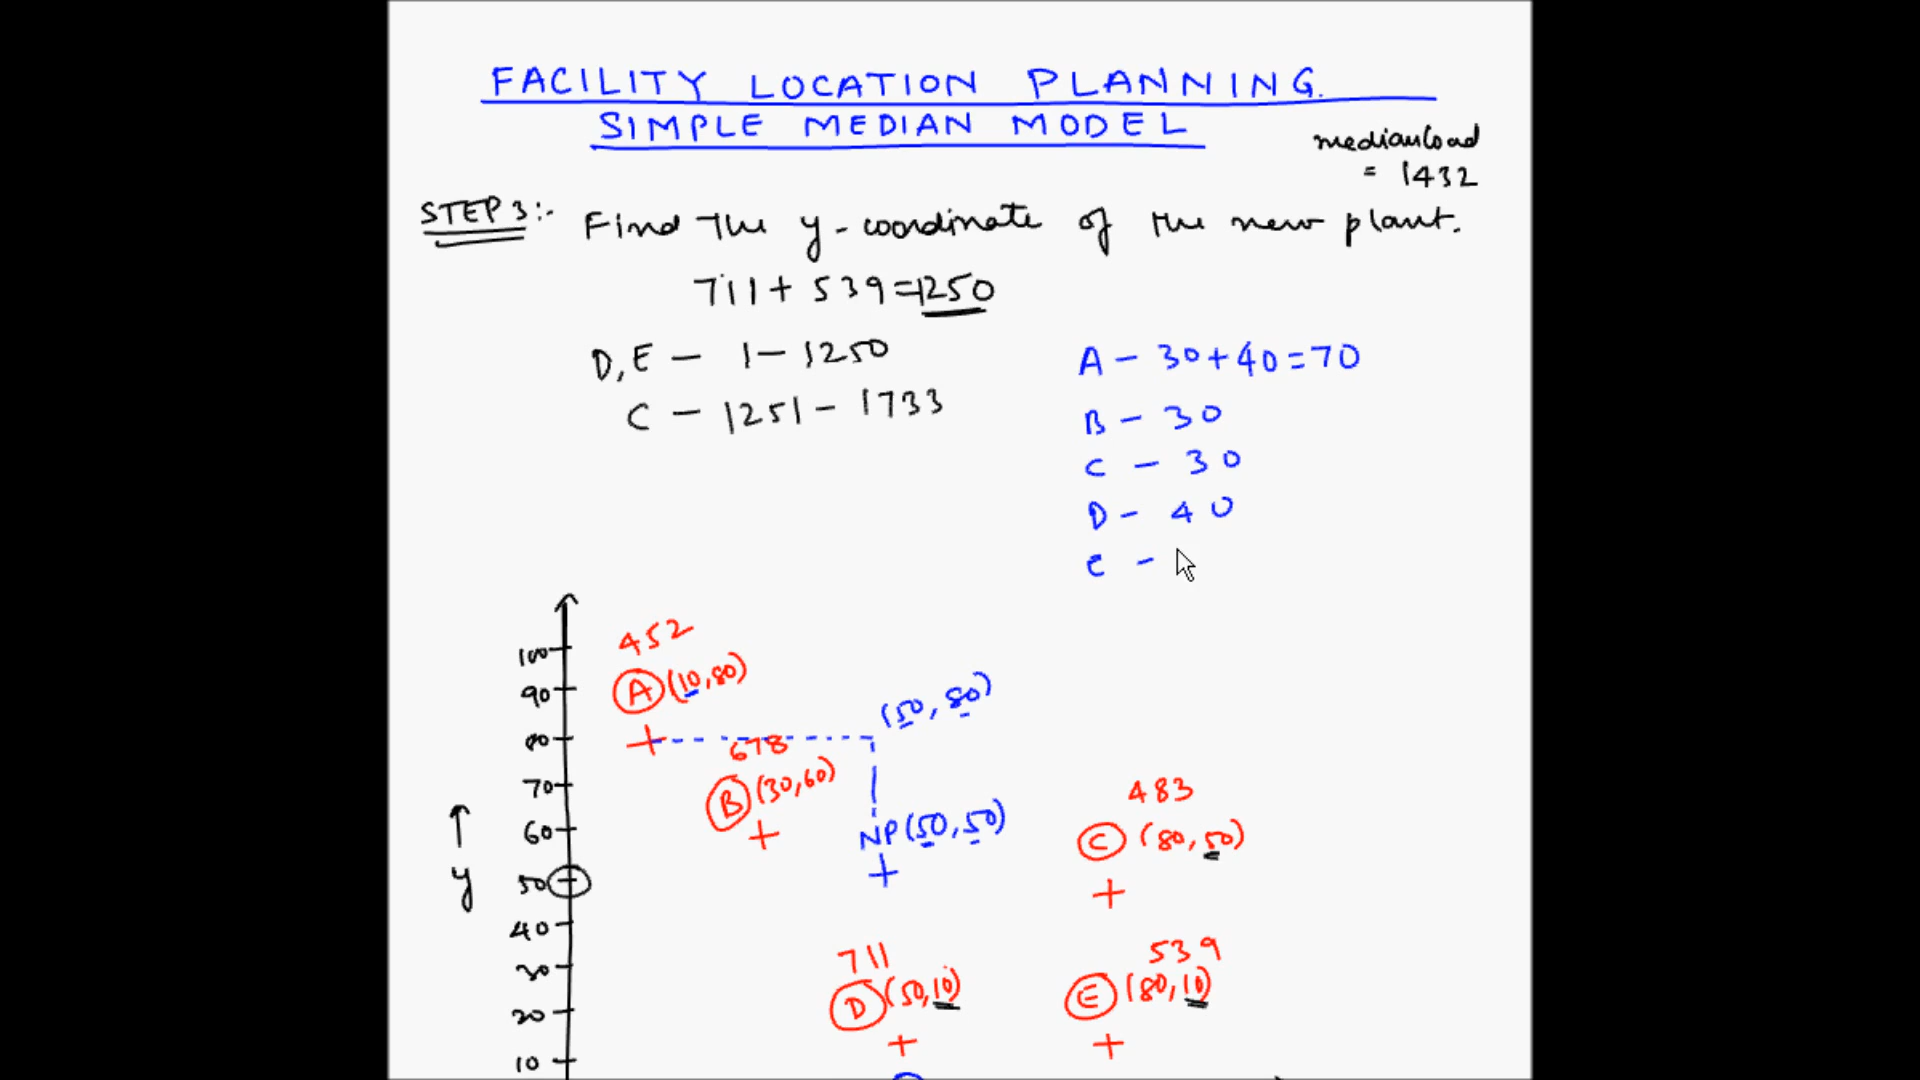 FACILITY LOCATION PLANNING.
SIMPLE MEDIAN MODEL
median load
= 1432
STEP 3:- Find The y-coordinate of the new plant.
711 + 539 = 1250
D, E - 1 - 1250
C - 1251 - 1733
A - 30 + 40 = 70
B - 30
C - 30
D - 40
E -
452
100
A (10,80)
90
(50, 80)
80
678
B (30,60)
70
483
60
NP (50, 50)
C (80, 50)
y
50
40
711
539
30
D (50, 10)
E (80, 10)
20
10